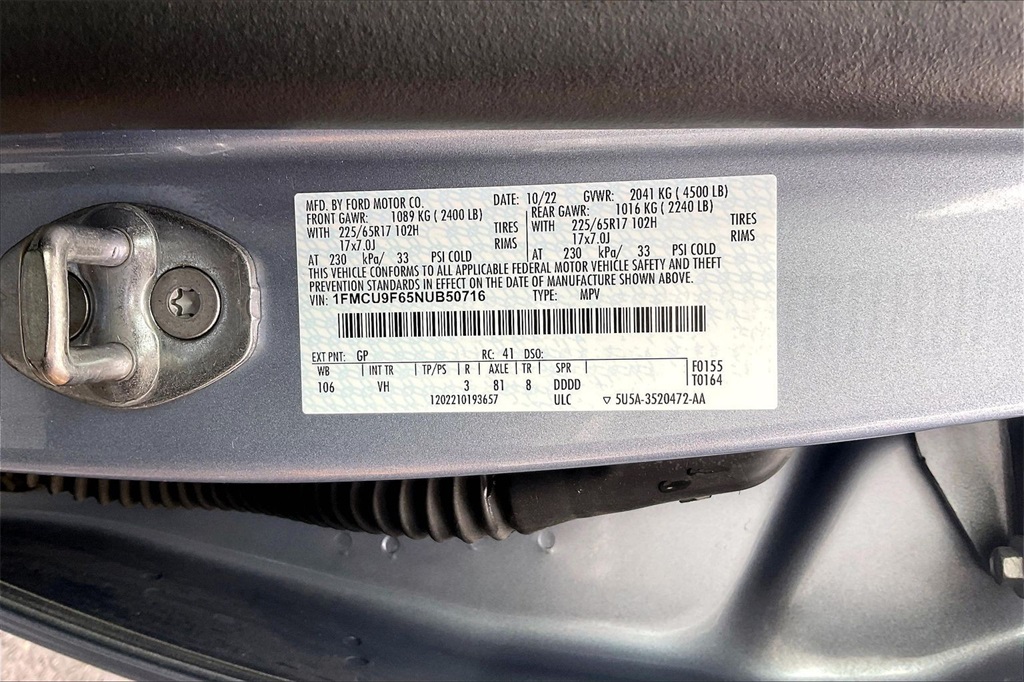 MFD. BY FORD MOTOR CO. DATE: 10/22 GVWR: 2041 KG ( 4500 LB)
FRONT GAWR: 1089 KG ( 2400 LB) REAR GAWR: 1016 KG ( 2240 LB)
WITH 225/65R17 102H TIRES WITH 225/65R17 102H TIRES
17x7.0J RIMS 17x7.0J RIMS
AT 230 kPa/ 33 PSI COLD AT 230 kPa/ 33 PSI COLD
THIS VEHICLE CONFORMS TO ALL APPLICABLE FEDERAL MOTOR VEHICLE SAFETY AND THEFT
PREVENTION STANDARDS IN EFFECT ON THE DATE OF MANUFACTURE SHOWN ABOVE.
VIN: 1FMCU9F65NUB50716 TYPE: MPV
EXT PNT: GP RC: 41 DSO:
WB INT TR TP/PS R AXLE TR SPR F0155
106 VH 3 81 8 DDDD T0164
1202210193657 ULC ▽ 5U5A-3520472-AA